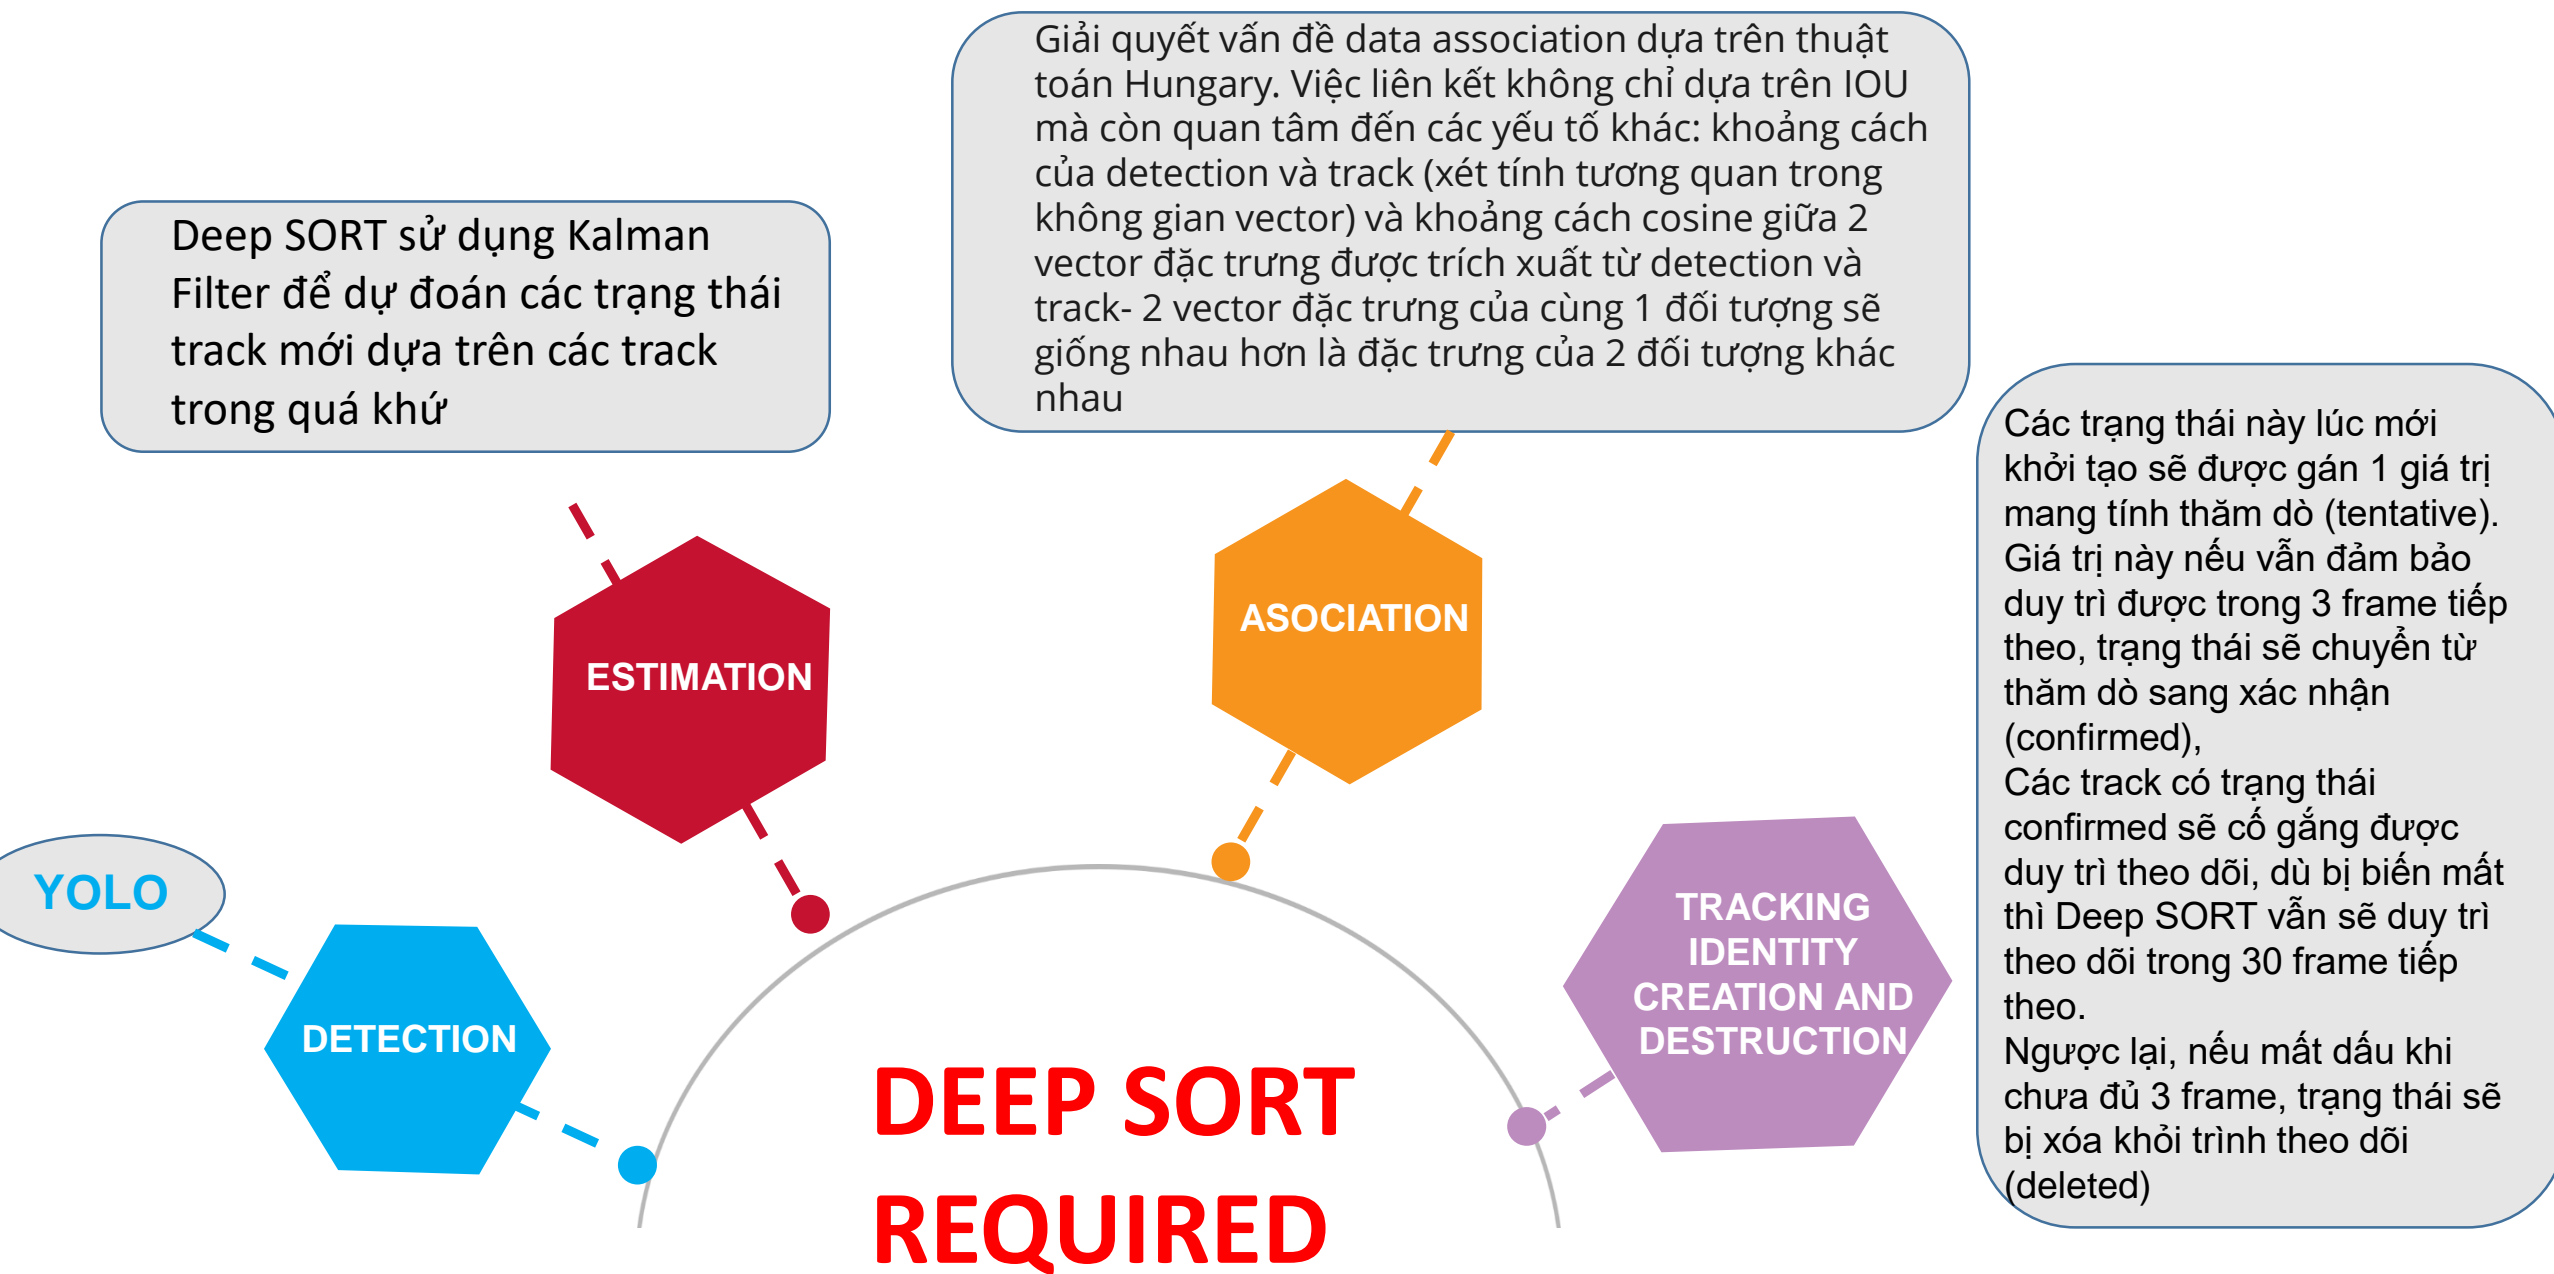 Giải quyết vấn đề data association dựa trên thuật
toán Hungary. Việc liên kết không chỉ dựa trên IOU
mà còn quan tâm đến các yếu tố khác: khoảng cách
của detection và track (xét tính tương quan trong
không gian vector) và khoảng cách cosine giữa 2
vector đặc trưng được trích xuất từ detection và
track- 2 vector đặc trưng của cùng 1 đối tượng sẽ
giống nhau hơn là đặc trưng của 2 đối tượng khác
nhau
Deep SORT sử dụng Kalman
Filter để dự đoán các trạng thái
track mới dựa trên các track
trong quá khứ
Các trạng thái này lúc mới
khởi tạo sẽ được gán 1 giá trị
mang tính thăm dò (tentative).
Giá trị này nếu vẫn đảm bảo
duy trì được trong 3 frame tiếp
theo, trạng thái sẽ chuyển từ
thăm dò sang xác nhận
(confirmed),
Các track có trạng thái
confirmed sẽ cố gắng được
duy trì theo dõi, dù bị biến mất
thì Deep SORT vẫn sẽ duy trì
theo dõi trong 30 frame tiếp
theo.
Ngược lại, nếu mất dấu khi
chưa đủ 3 frame, trạng thái sẽ
bị xóa khỏi trình theo dõi
(deleted)
ASOCIATION
ESTIMATION
YOLO
DETECTION
TRACKING
IDENTITY
CREATION AND
DESTRUCTION
DEEP SORT
REQUIRED